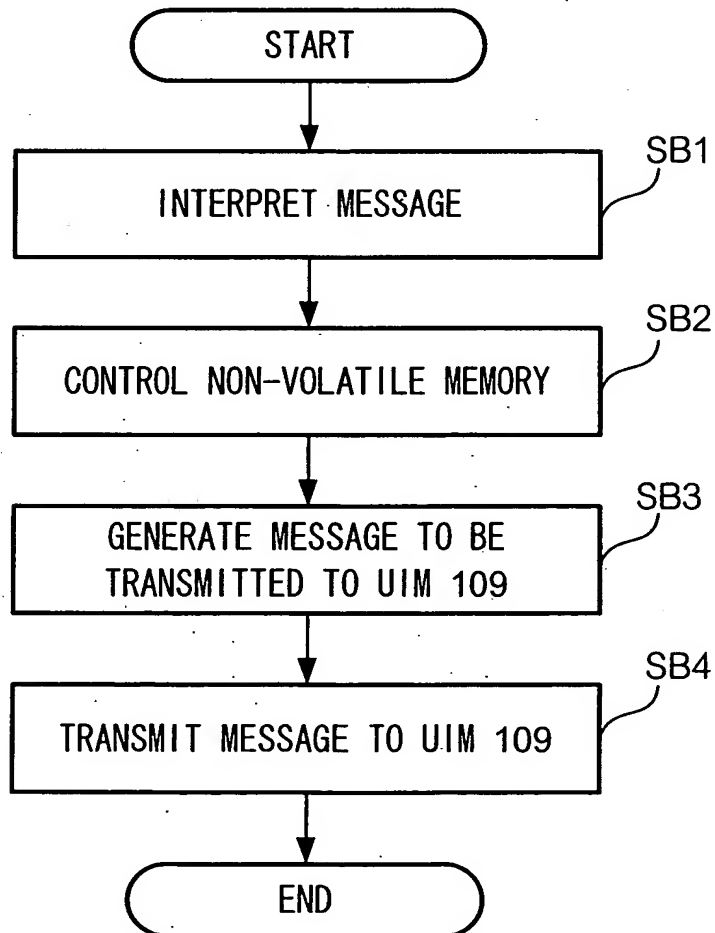 START
SB1
INTERPRET MESSAGE
SB2
CONTROL NON-VOLATILE MEMORY
SB3
GENERATE MESSAGE TO BE
TRANSMITTED TO UIM 109
SB4
TRANSMIT MESSAGE TO UIM 109
END